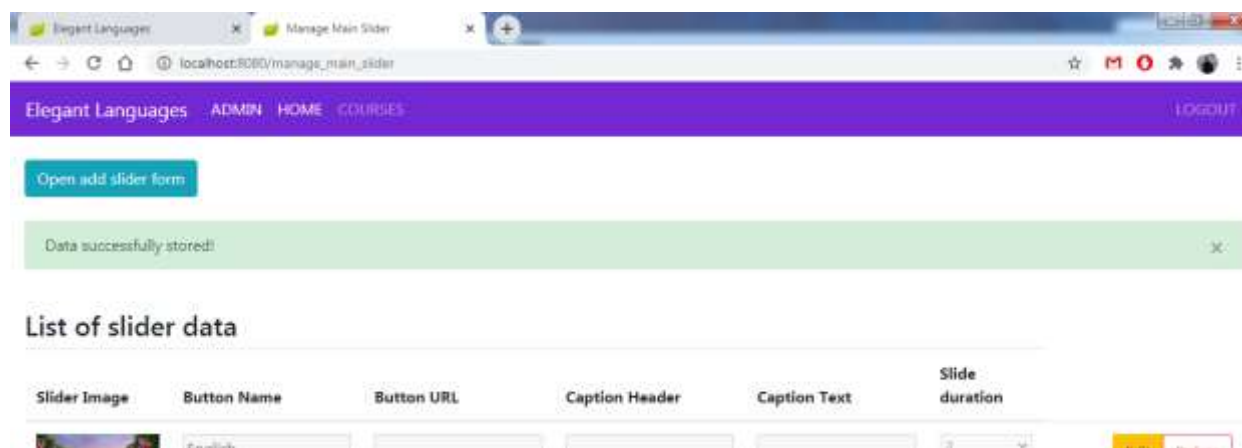 Elegant Languages
Manage Main Slider
localhost:8080/manage_main_slider
Elegant Languages ADMIN HOME COURSES LOGOUT
Open add slider form
Data successfully stored!
List of slider data
Slider Image Button Name Button URL Caption Header Caption Text Slide duration
English